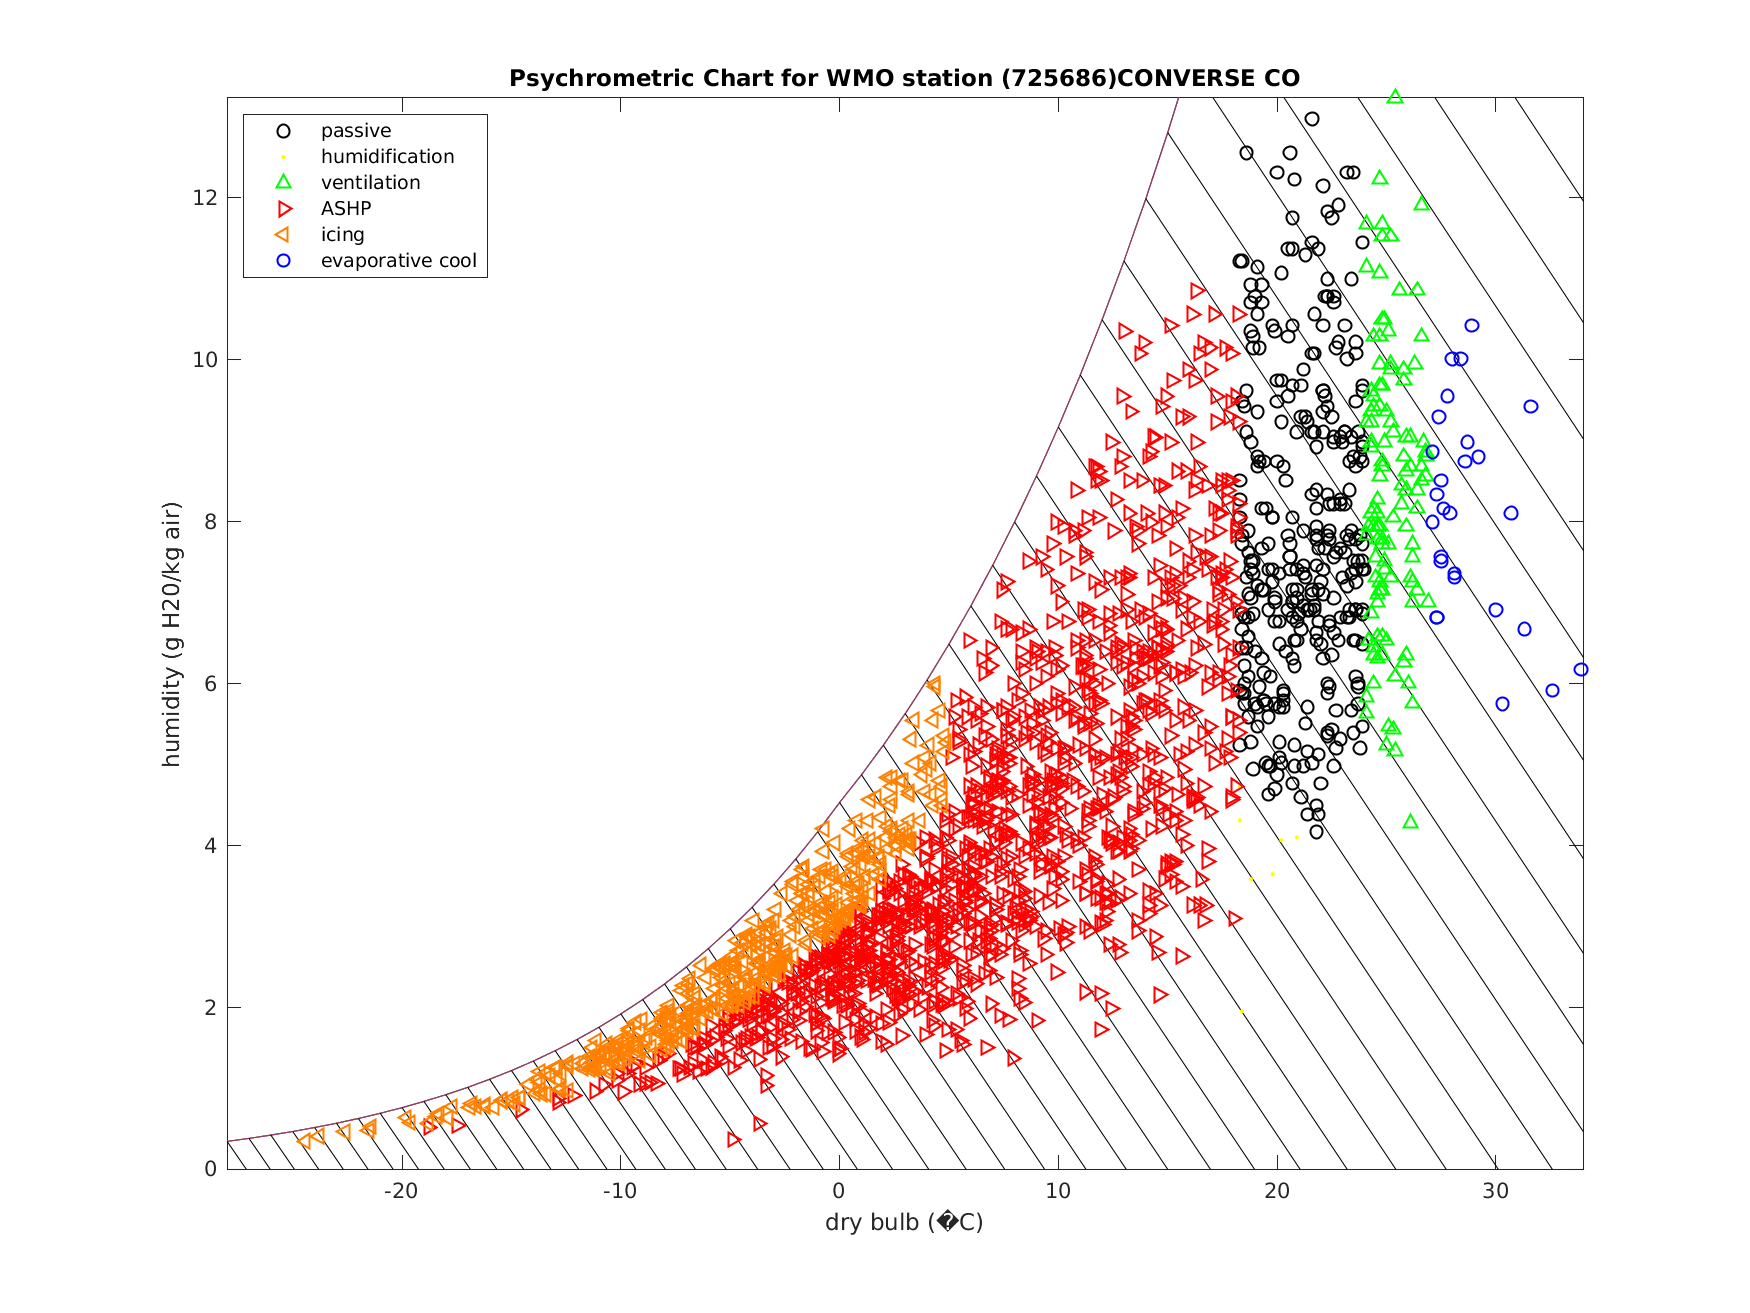 Psychrometric Chart for WMO station (725686)CONVERSE CO
passive
humidification
ventilation
ASHP
icing
evaporative cool
humidity (g H20/kg air)
12
10
8
6
4
2
0
-20 -10 0 10 20 30
dry bulb (�C)